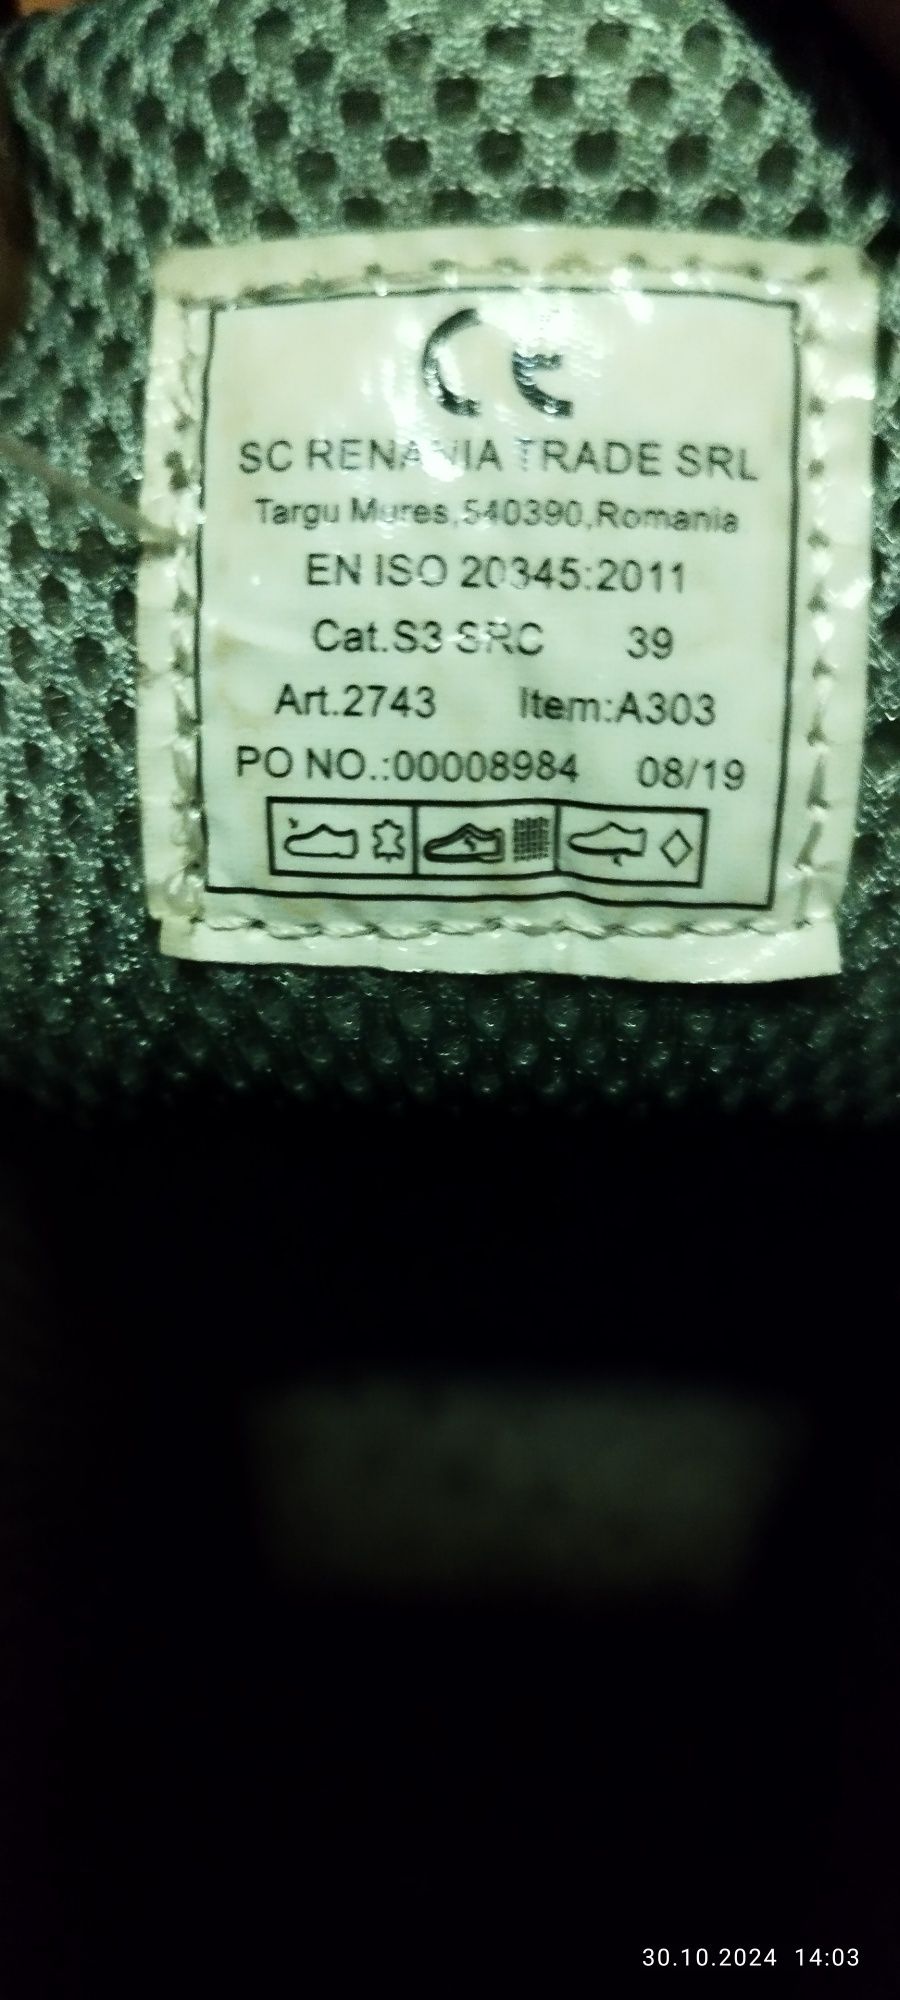 CE
SC RENANIA TRADE SRL
Targu Mures,540390,Romania
EN ISO 20345:2011
Cat.S3 SRC 39
Art.2743 Item:A303
PO NO.:00008984 08/19
30.10.2024 14:03